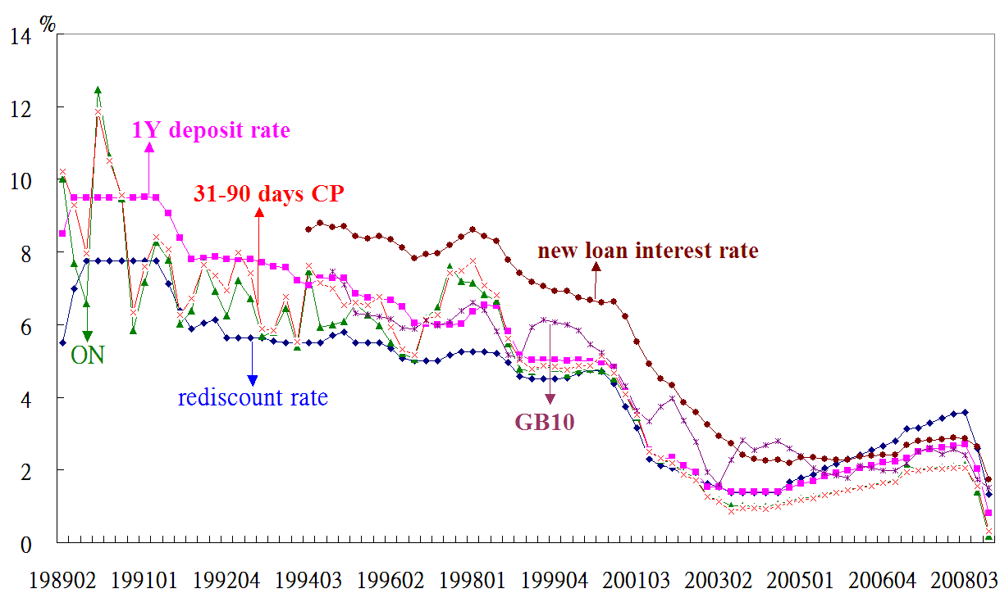 %
14
12
1Y deposit rate
10
31-90 days CP
8
new loan interest rate
6
ON
rediscount rate
4
GB10
2
0
198902 199101 199204 199403 199602 199801 199904 200103 200302 200501 200604 200803